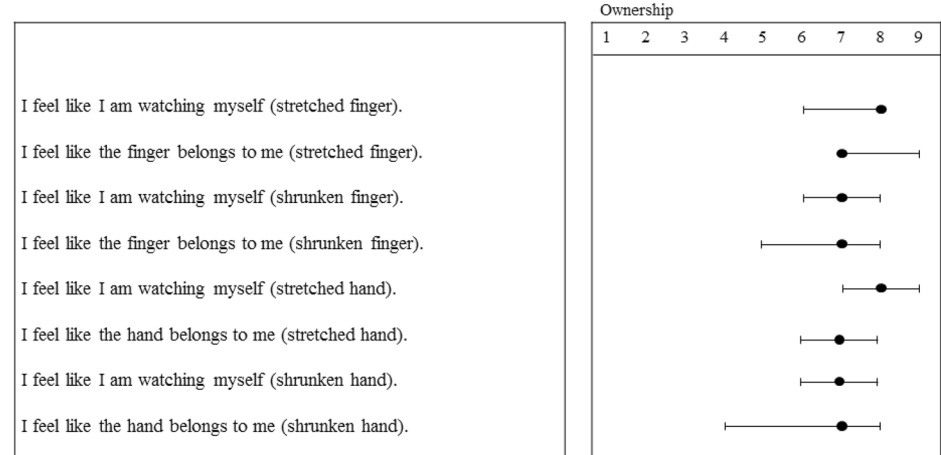 Ownership
1 2 3 4 5 6 7 8 9
I feel like I am watching myself (stretched finger).
I feel like the finger belongs to me (stretched finger).
I feel like I am watching myself (shrunken finger).
I feel like the finger belongs to me (shrunken finger).
I feel like I am watching myself (stretched hand).
I feel like the hand belongs to me (stretched hand).
I feel like I am watching myself (shrunken hand).
I feel like the hand belongs to me (shrunken hand).